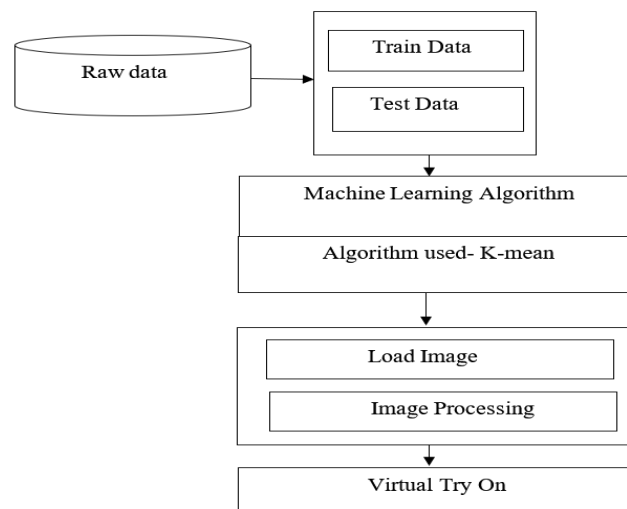 Raw data
Train Data
Test Data
Machine Learning Algorithm
Algorithm used- K-mean
Load Image
Image Processing
Virtual Try On